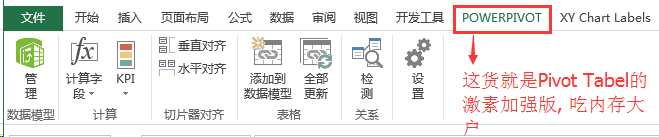 文件 开始 插入 页面布局 公式 数据 审阅 视图 开发工具 POWERPIVOT XY Chart Labels
管理
计算字段
KPI
垂直对齐
水平对齐
添加到数据模型
全部更新
检测
设置
数据模型 计算 切片器对齐 表格 关系
这货就是Pivot Tabel的
激素加强版, 吃内存大
户